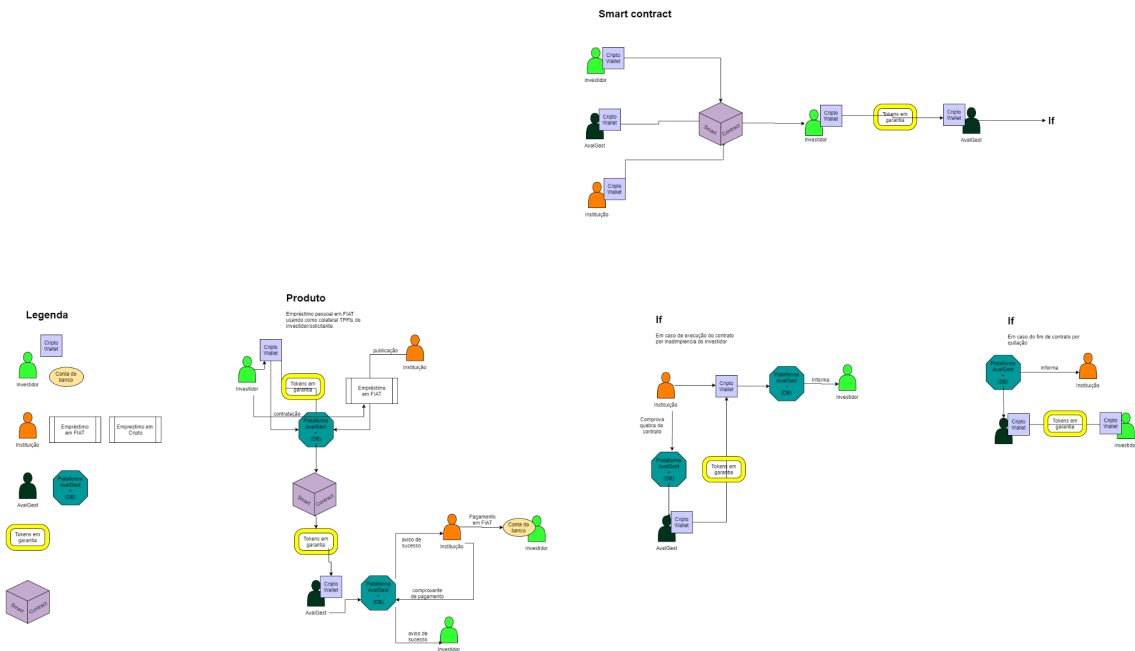 Smart contract
Cripto
Wallet
Investidor
Cripto
Wallet
AvalGest
Cripto
Wallet
Instituição
Smart
Contract
Cripto
Wallet
Investidor
Tokens em
garantia
Cripto
Wallet
AvalGest
If
Legenda
Cripto
Wallet
Investidor
Conta de
banco
Instituição
Empréstimo
em FIAT
Emprestimo em
Cripto
AvalGest
Plataforma
AvalGest
+
(DB)
Tokens em
garantia
Smart
Contract
Produto
Empréstimo pessoal em FIAT
usando como colateral TPFts do
investidor/solicitante.
Cripto
Wallet
Investidor
Tokens em
garantia
contratação
publicação
Instituição
Empréstimo
em FIAT
Plataforma
AvalGest
+
(DB)
Smart
Contract
Tokens em
garantia
Cripto
Wallet
AvalGest
Plataforma
AvalGest
+
(DB)
aviso de
sucesso
Instituição
Pagamento
em FIAT
Conta de
banco
Investidor
comprovante
de pagamento
aviso de
sucesso
Investidor
If
Em caso de execução do contrato
por inadimplencia do investidor
Instituição
Cripto
Wallet
Plataforma
AvalGest
+
(DB)
Informa
Investidor
Comprova
quebra de
contrato
Plataforma
AvalGest
+
(DB)
Tokens em
garantia
Cripto
Wallet
AvalGest
If
Em caso do fim de contrato por
quitação
Plataforma
AvalGest
+
(DB)
Informa
Instituição
Cripto
Wallet
AvalGest
Tokens em
garantia
Cripto
Wallet
Investidor